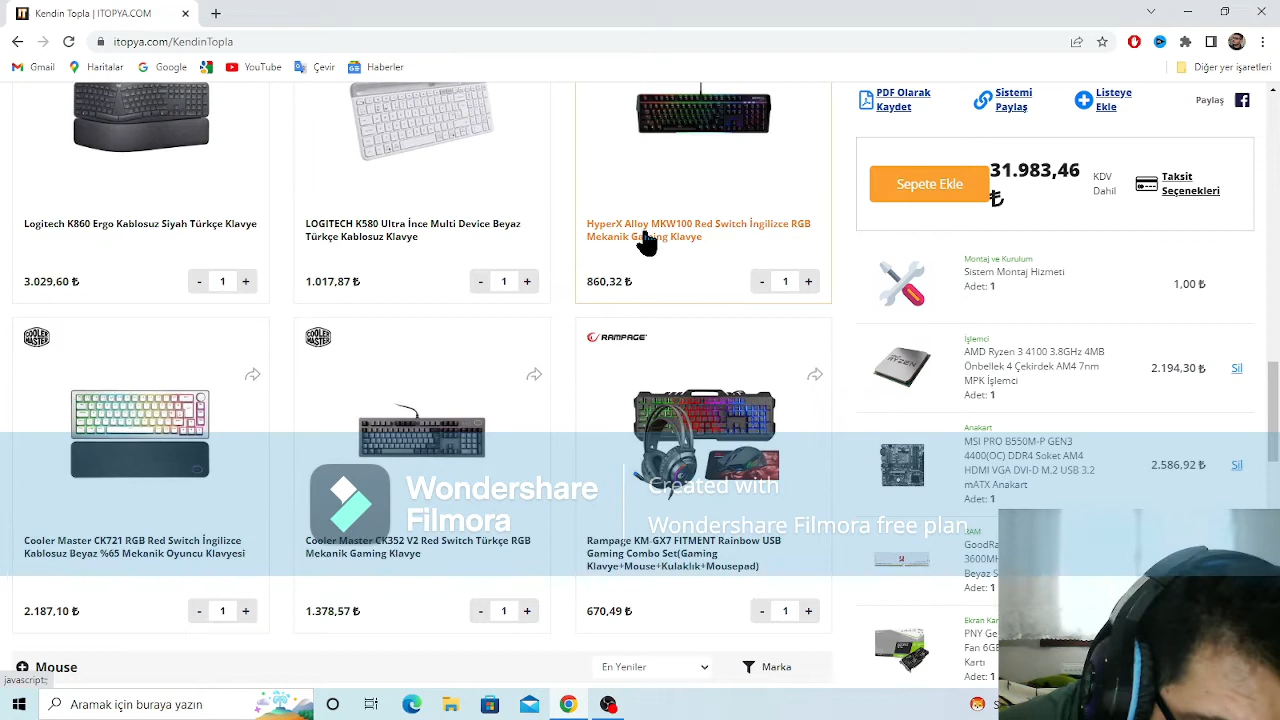 Kendin Topla | ITOPYA.COM
itopya.com/KendinTopla
Gmail
Haritalar
Google
YouTube
Çevir
Haberler
Diğer yer işaretleri
PDF Olarak
Kaydet
Sistemi
Paylaş
Listeye
Ekle
Paylaş
Sepete Ekle
31.983,46
₺
KDV
Dahil
Taksit
Seçenekleri
Logitech K860 Ergo Kablosuz Siyah Türkçe Klavye
3.029,60 ₺
- 1 +
LOGITECH K580 Ultra İnce Multi Device Beyaz
Türkçe Kablosuz Klavye
1.017,87 ₺
- 1 +
HyperX Alloy MKW100 Red Switch İngilizce RGB
Mekanik Gaming Klavye
860,32 ₺
- 1 +
Montaj ve Kurulum
Sistem Montaj Hizmeti
Adet: 1
1,00 ₺
İşlemci
AMD Ryzen 3 4100 3.8GHz 4MB
Önbellek 4 Çekirdek AM4 7nm
MPK İşlemci
Adet: 1
2.194,30 ₺
Sil
Anakart
MSI PRO B550M-P GEN3
4400(OC) DDR4 Soket AM4
HDMI VGA DVI-D M.2 USB 3.2
mATX Anakart
Adet: 1
2.586,92 ₺
Sil
RAM
GoodRa
3600MH
Beyaz S
Adet: 1
Ekran Kar
PNY Ge
Fan 6GB
Kartı
Adet: 1
COOLER
MASTER
COOLER
MASTER
RAMPAGE
Wondershare
Filmora
Created with
Wondershare Filmora free plan
Cooler Master CK721 RGB Red Switch İngilizce
Kablosuz Beyaz %65 Mekanik Oyuncu Klavyesi
2.187,10 ₺
- 1 +
Cooler Master CK352 V2 Red Switch Türkçe RGB
Mekanik Gaming Klavye
1.378,57 ₺
- 1 +
Rampage KM-GX7 FITMENT Rainbow USB
Gaming Combo Set(Gaming
Klavye+Mouse+Kulaklık+Mousepad)
670,49 ₺
- 1 +
Mouse
En Yeniler
Marka
javascript:
Aramak için buraya yazın